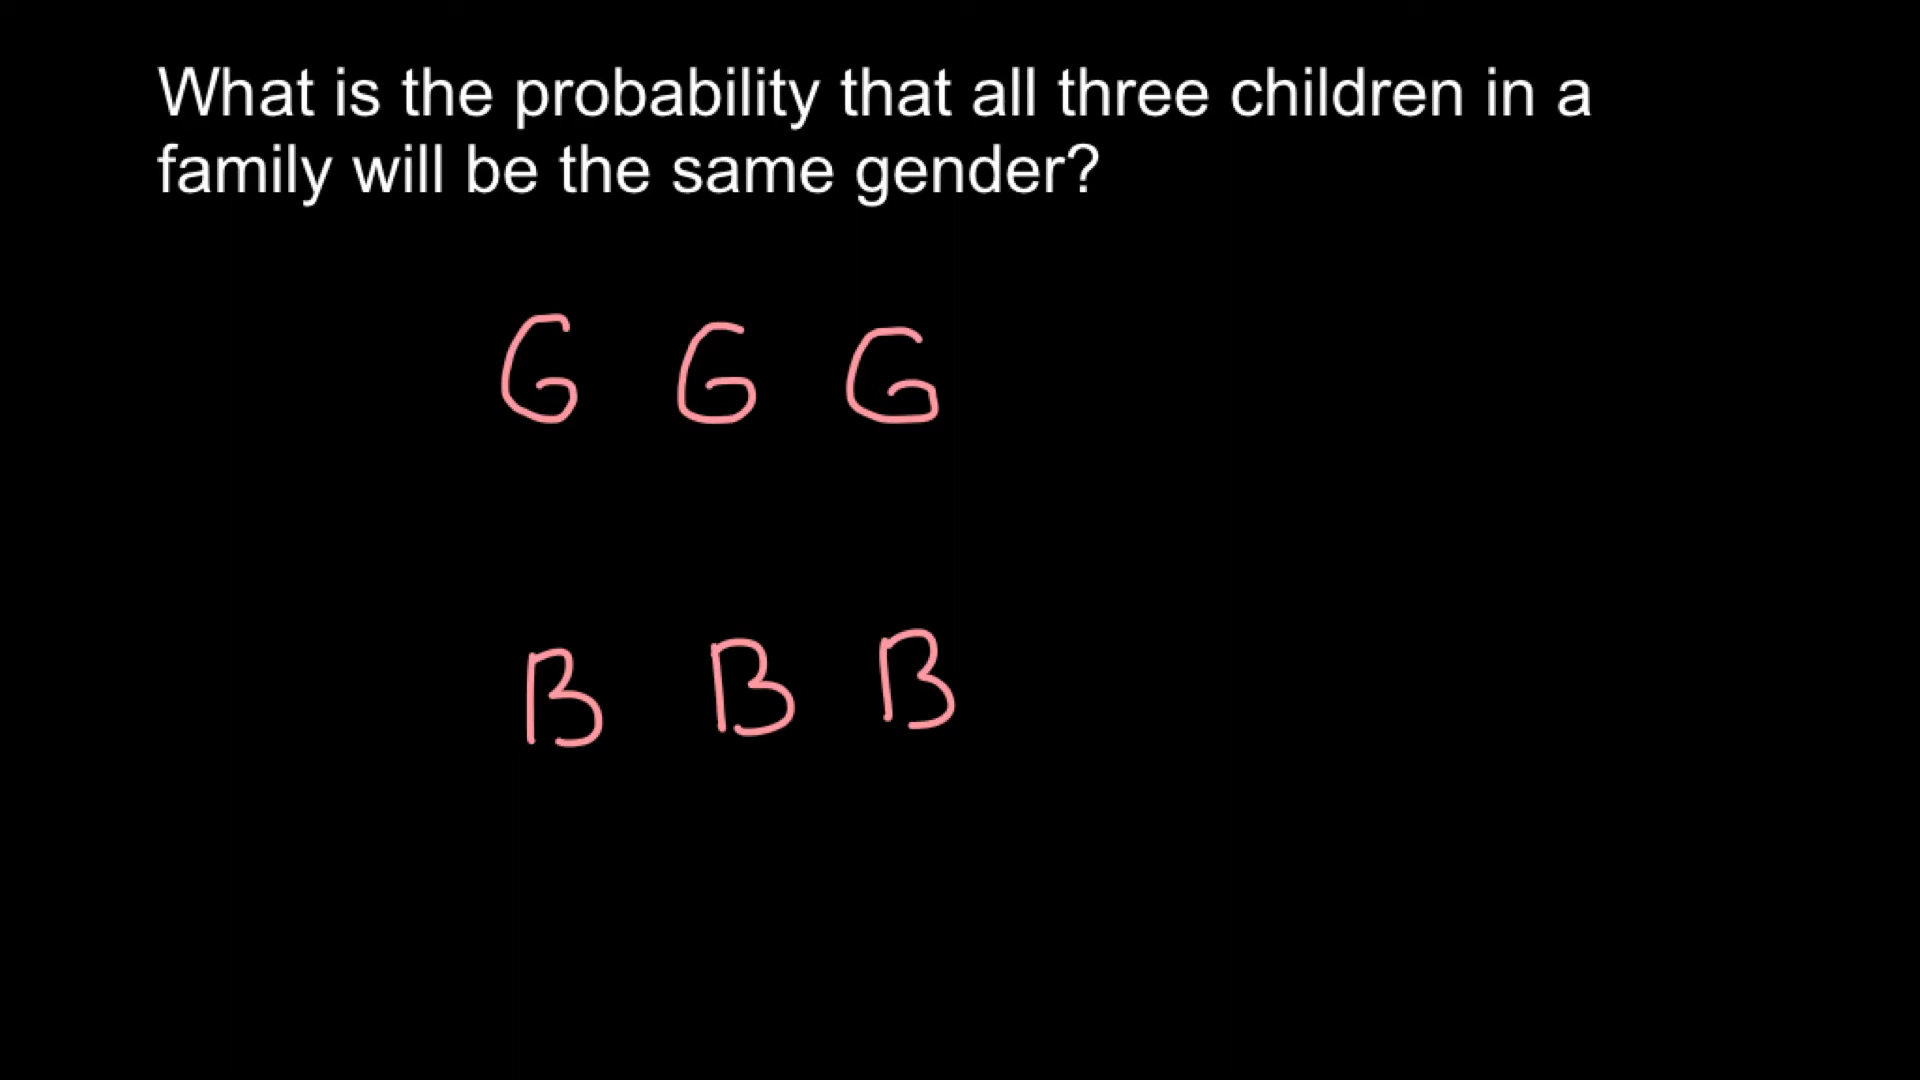 What is the probability that all three children in a
family will be the same gender?
G G G
B B B